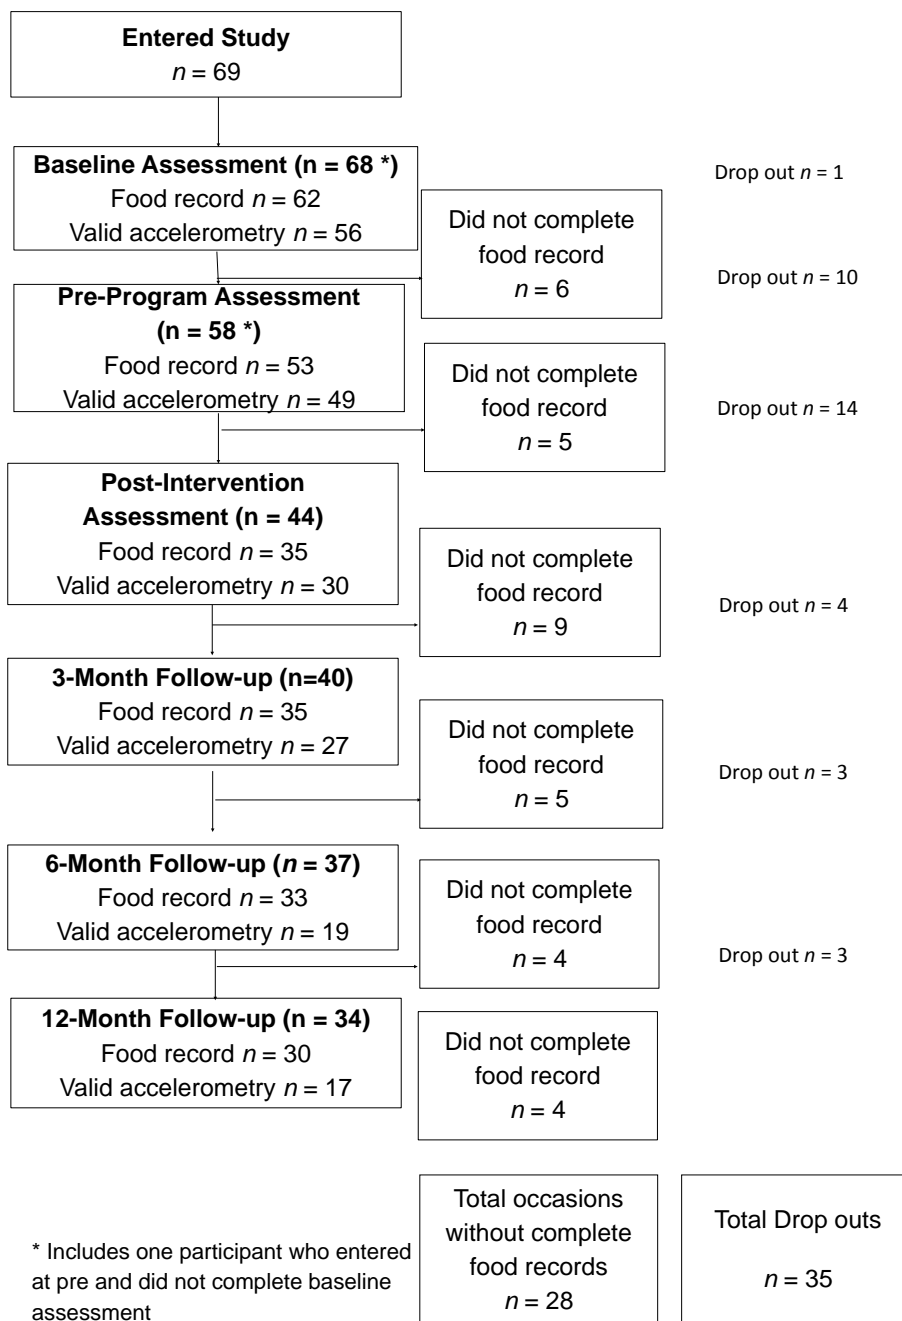 Entered Study
n = 69
Baseline Assessment (n = 68 *)
Food record n = 62
Valid accelerometry n = 56
Drop out n = 1
Did not complete
food record
n = 6
Drop out n = 10
Pre-Program Assessment
(n = 58 *)
Food record n = 53
Valid accelerometry n = 49
Did not complete
food record
n = 5
Drop out n = 14
Post-Intervention
Assessment (n = 44)
Food record n = 35
Valid accelerometry n = 30
Did not complete
food record
n = 9
Drop out n = 4
3-Month Follow-up (n=40)
Food record n = 35
Valid accelerometry n = 27
Did not complete
food record
n = 5
Drop out n = 3
6-Month Follow-up (n = 37)
Food record n = 33
Valid accelerometry n = 19
Did not complete
food record
n = 4
Drop out n = 3
12-Month Follow-up (n = 34)
Food record n = 30
Valid accelerometry n = 17
Did not complete
food record
n = 4
* Includes one participant who entered
at pre and did not complete baseline
assessment
Total occasions
without complete
food records
n = 28
Total Drop outs
n = 35